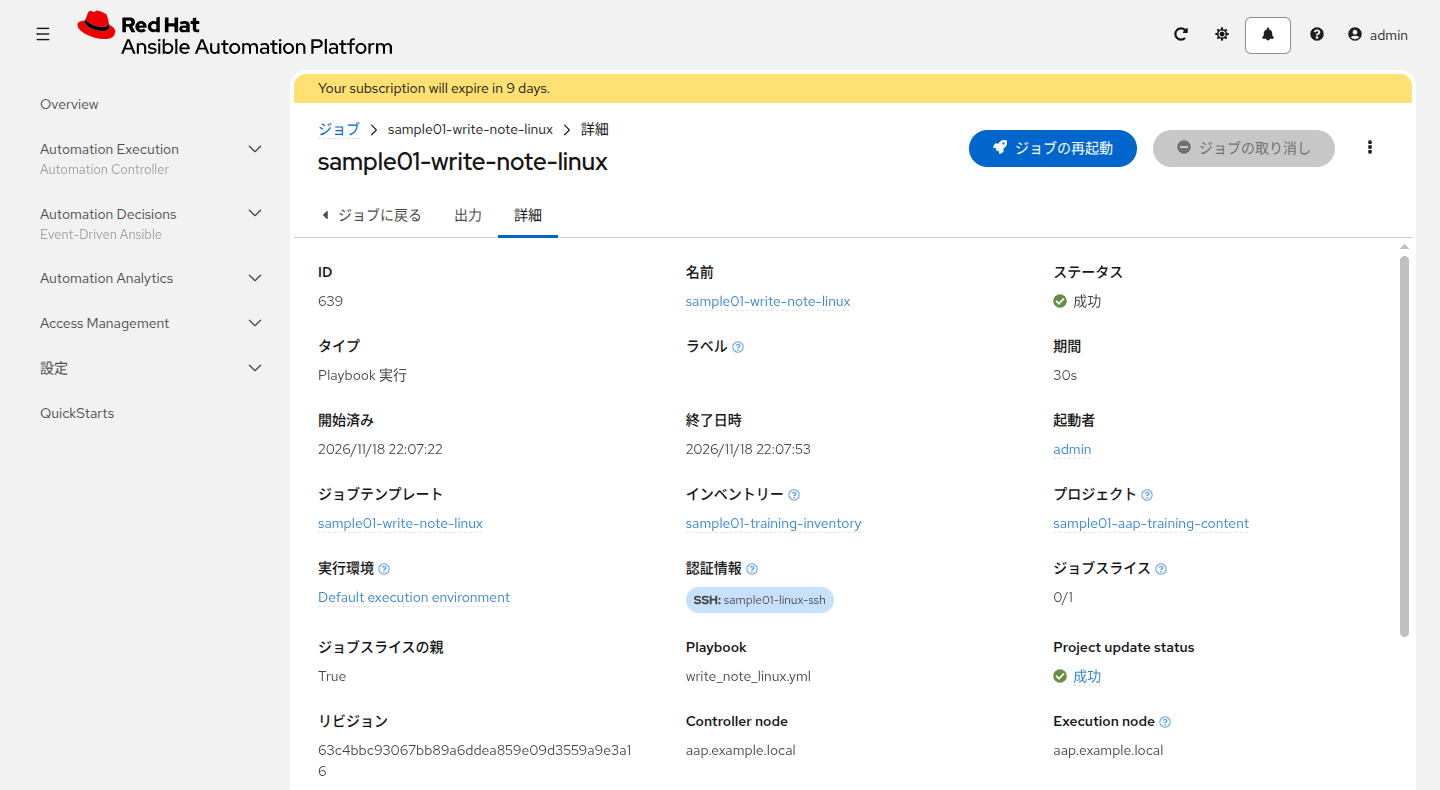 Red Hat
Ansible Automation Platform
admin
Your subscription will expire in 9 days.
Overview
Automation Execution
Automation Controller
Automation Decisions
Event-Driven Ansible
Automation Analytics
Access Management
設定
QuickStarts
ジョブ > sample01-write-note-linux > 詳細
sample01-write-note-linux
ジョブの再起動
ジョブの取り消し
ジョブに戻る 出力 詳細
ID
639
名前
sample01-write-note-linux
ステータス
成功
タイプ
Playbook 実行
ラベル
期間
30s
開始済み
2026/11/18 22:07:22
終了日時
2026/11/18 22:07:53
起動者
admin
ジョブテンプレート
sample01-write-note-linux
インベントリー
sample01-training-inventory
プロジェクト
sample01-aap-training-content
実行環境
Default execution environment
認証情報
SSH: sample01-linux-ssh
ジョブスライス
0/1
ジョブスライスの親
True
Playbook
write_note_linux.yml
Project update status
成功
リビジョン
63c4bbc93067bb89a6ddea859e09d3559a9e3a1
6
Controller node
aap.example.local
Execution node
aap.example.local